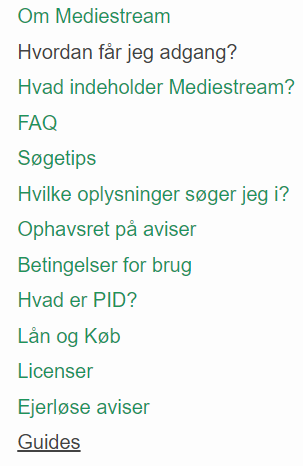 Om Mediestream
Hvordan får jeg adgang?
Hvad indeholder Mediestream?
FAQ
Søgetips
Hvilke oplysninger søger jeg i?
Ophavsret på aviser
Betingelser for brug
Hvad er PID?
Lån og Køb
Licenser
Ejerløse aviser
Guides